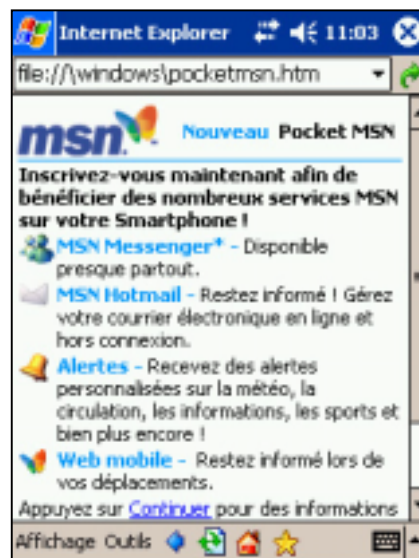 Internet Explorer 11:03
file://\windows\pocketmsn.htm
msn Nouveau Pocket MSN
Inscrivez-vous maintenant afin de
bénéficier des nombreux services MSN
sur votre Smartphone !
MSN Messenger* - Disponible
presque partout.
MSN Hotmail - Restez informé ! Gérez
votre courrier électronique en ligne et
hors connexion.
Alertes - Recevez des alertes
personnalisées sur la météo, la
circulation, les informations, les sports et
bien plus encore !
Web mobile - Restez informé lors de
vos déplacements.
Appuyez sur Continuer pour des informations
Affichage Outils